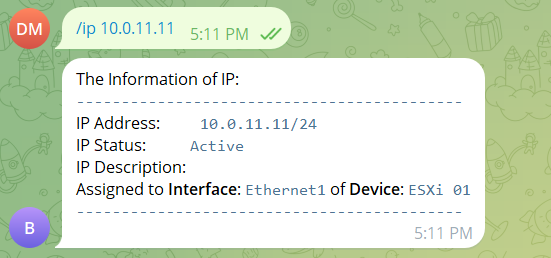 DM
/ip 10.0.11.11 5:11 PM
The Information of IP:
------------------------------------------
IP Address: 10.0.11.11/24
IP Status: Active
IP Description:
Assigned to Interface: Ethernet1 of Device: ESXi 01
------------------------------------------
B
5:11 PM